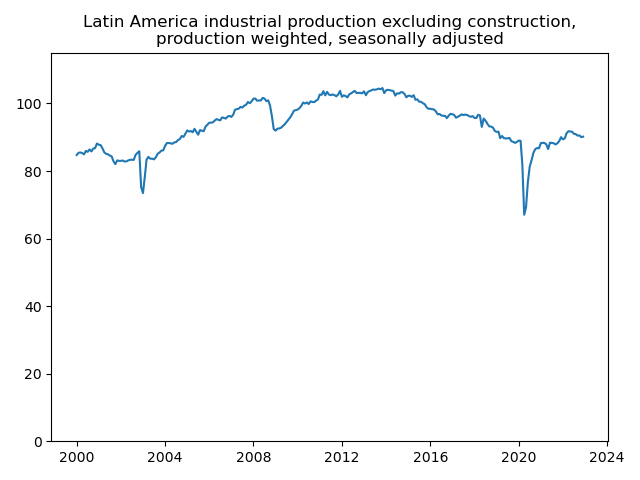 Latin America industrial production excluding construction,
production weighted, seasonally adjusted
100
80
60
40
20
0
2000 2004 2008 2012 2016 2020 2024